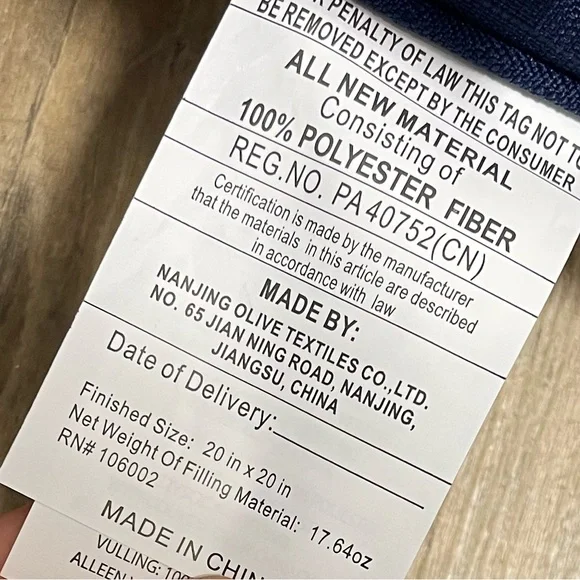 PENALTY OF LAW THIS TAG NOT TO
BE REMOVED EXCEPT BY THE CONSUMER
ALL NEW MATERIAL
Consisting of
100% POLYESTER FIBER
REG.NO. PA 40752(CN)
Certification is made by the manufacturer
that the materials in this article are described
in accordance with law
MADE BY:
NANJING OLIVE TEXTILES CO.,LTD.
NO. 65 JIAN NING ROAD, NANJING,
JIANGSU, CHINA
Date of Delivery:
Finished Size: 20 in x 20 in
Net Weight Of Filling Material: 17.64oz
RN# 106002
MADE IN CHIN
VULLING: 100
ALLEEN